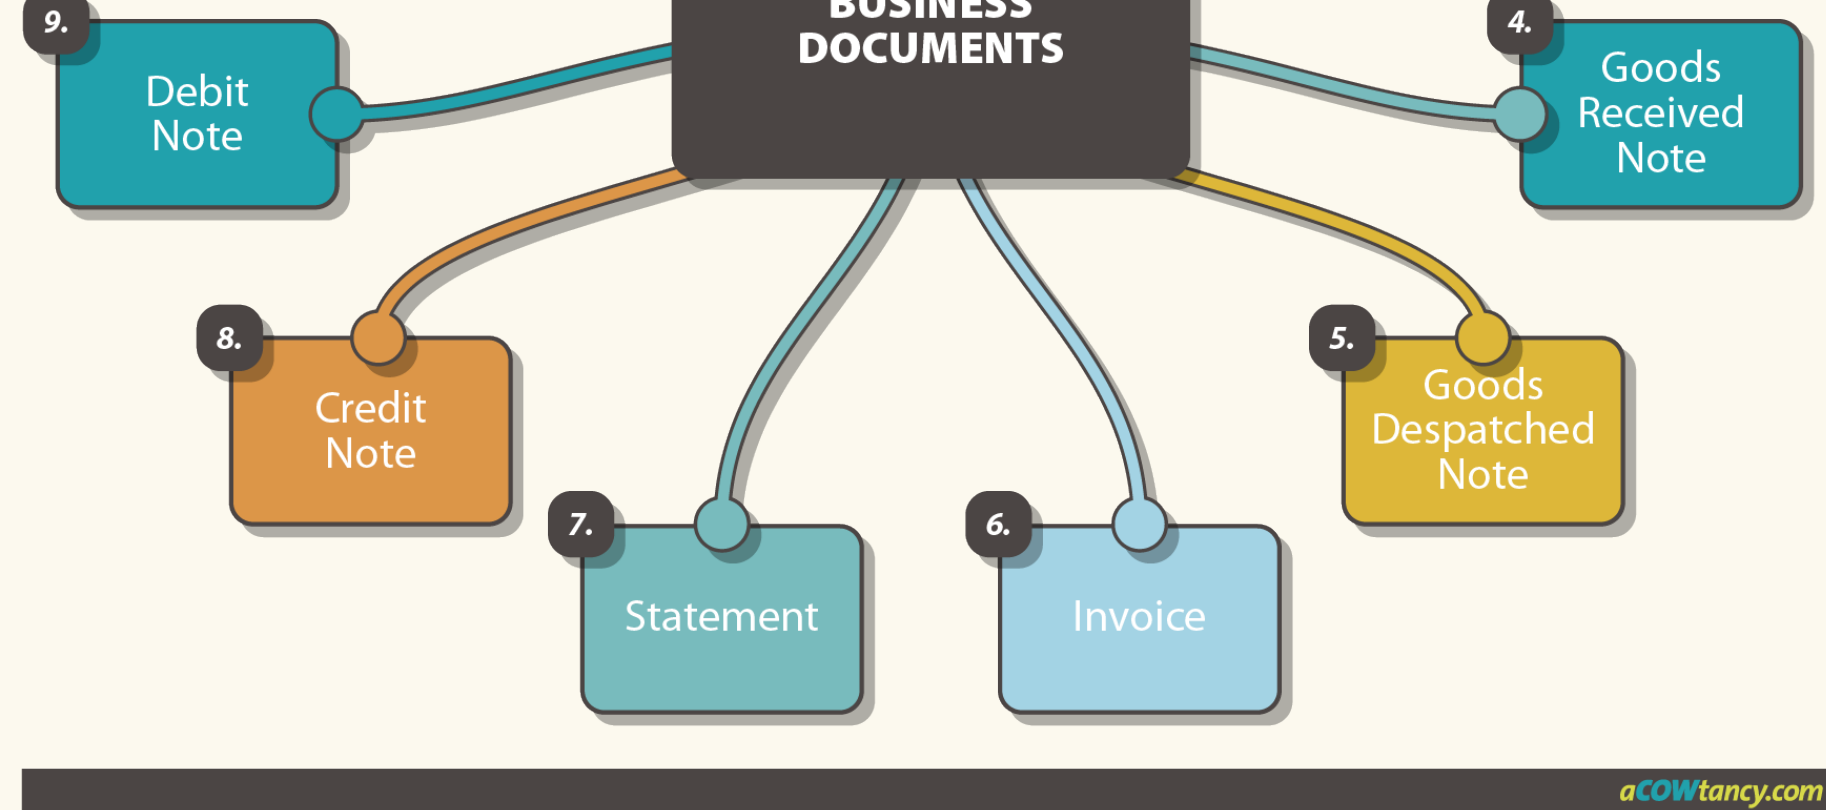 BUSINESS
DOCUMENTS
4.
Goods
Received
Note
5.
Goods
Despatched
Note
6.
Invoice
7.
Statement
8.
Credit
Note
9.
Debit
Note
aCOWtancy.com